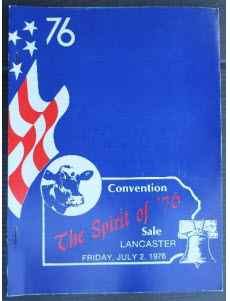 76
Convention
The Spirit of '76
Sale
LANCASTER
FRIDAY, JULY 2, 1976